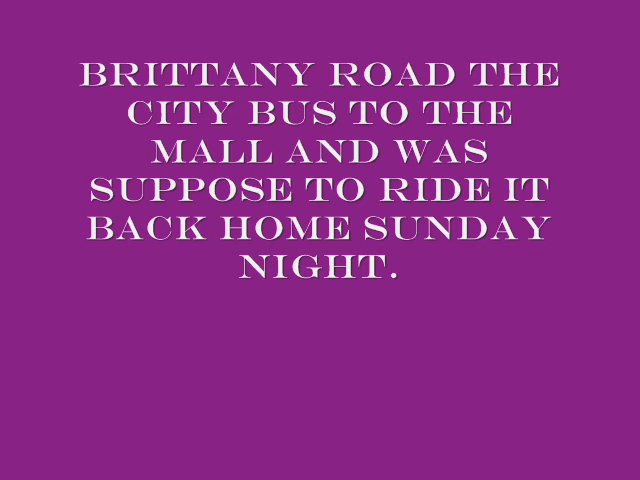 BRITTANY ROAD THE
CITY BUS TO THE
MALL AND WAS
SUPPOSE TO RIDE IT
BACK HOME SUNDAY
NIGHT.